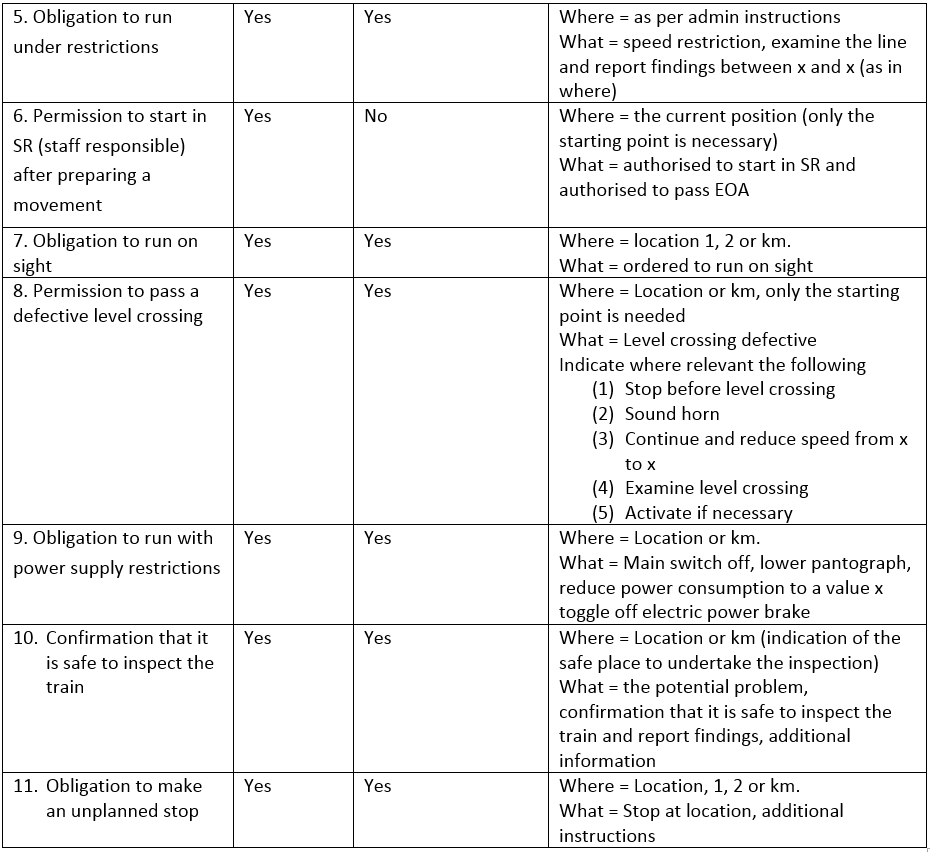 5. Obligation to run
under restrictions
Yes
Yes
Where = as per admin instructions
What = speed restriction, examine the line
and report findings between x and x (as in
where)
6. Permission to start in
SR (staff responsible)
after preparing a
movement
Yes
No
Where = the current position (only the
starting point is necessary)
What = authorised to start in SR and
authorised to pass EOA
7. Obligation to run on
sight
Yes
Yes
Where = location 1, 2 or km.
What = ordered to run on sight
8. Permission to pass a
defective level crossing
Yes
Yes
Where = Location or km, only the starting
point is needed
What = Level crossing defective
Indicate where relevant the following
(1) Stop before level crossing
(2) Sound horn
(3) Continue and reduce speed from x
to x
(4) Examine level crossing
(5) Activate if necessary
9. Obligation to run with
power supply restrictions
Yes
Yes
Where = Location or km.
What = Main switch off, lower pantograph,
reduce power consumption to a value x
toggle off electric power brake
10. Confirmation that it
is safe to inspect the
train
Yes
Yes
Where = Location or km (indication of the
safe place to undertake the inspection)
What = the potential problem,
confirmation that it is safe to inspect the
train and report findings, additional
information
11. Obligation to make
an unplanned stop
Yes
Yes
Where = Location, 1, 2 or km.
What = Stop at location, additional
instructions